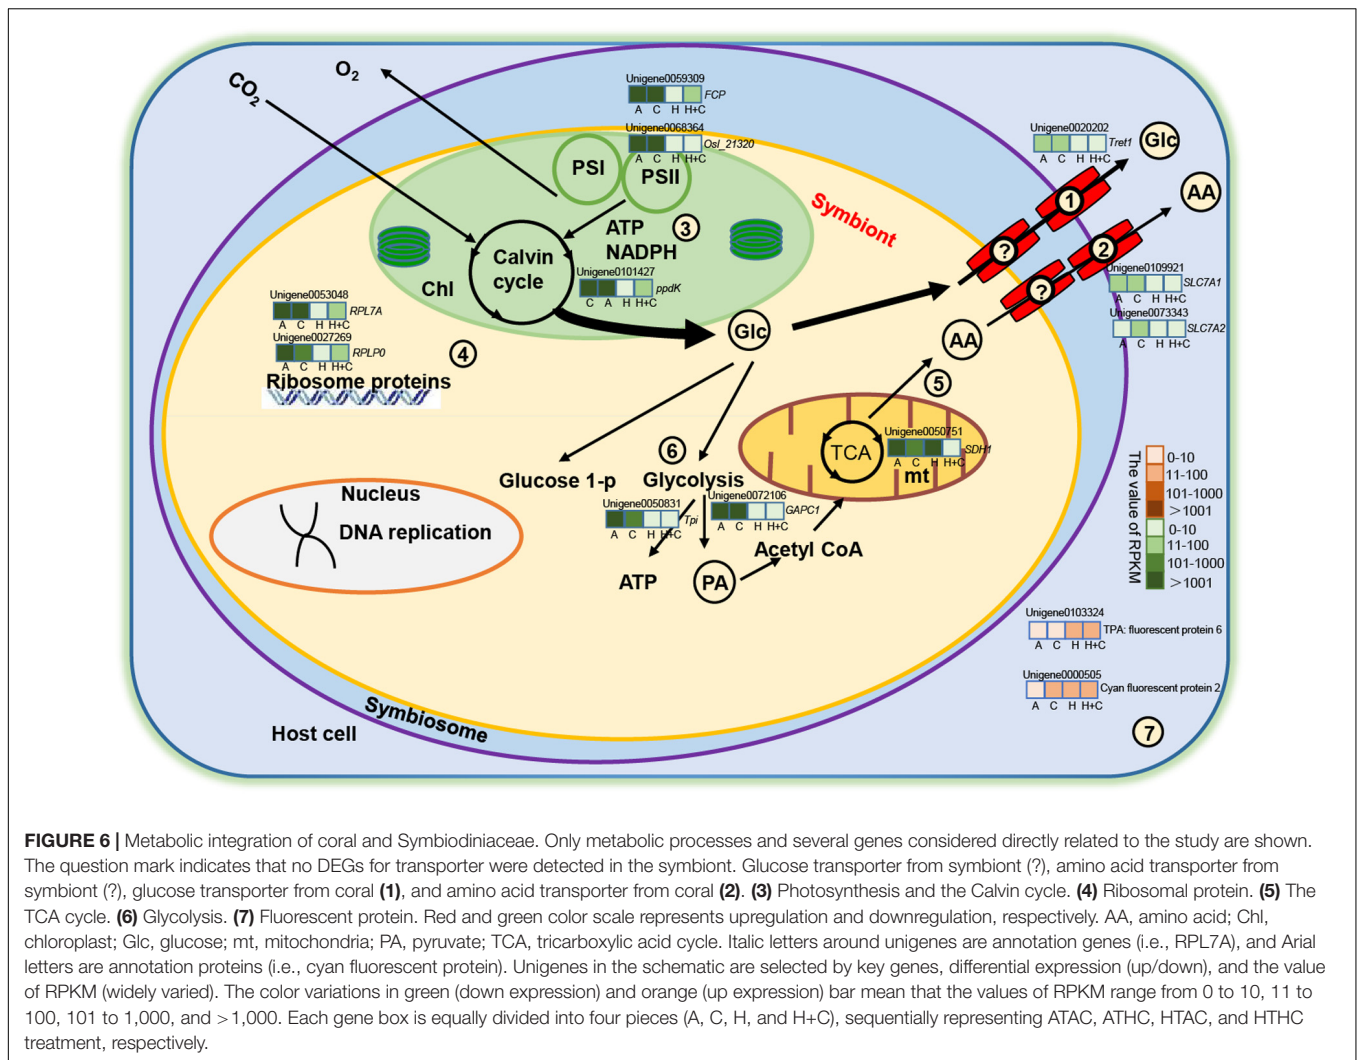 CO2
O2
Unigene0059309
FCP
A C H H+C
Unigene0068364
OsI_21320
A C H H+C
PSI
PSII
Unigene0020202
Tret1
A C H H+C
Glc
AA
1
2
?
?
Symbiont
ATP
NADPH
3
Calvin
cycle
Chl
Unigene0101427
ppdK
C A H H+C
Unigene0109921
SLC7A1
A C H H+C
Unigene0073343
SLC7A2
A C H H+C
Unigene0053048
RPL7A
A C H H+C
Unigene0027269
RPLP0
A C H H+C
Ribosome proteins
4
Glc
AA
5
Unigene0050751
SDH1
A C H H+C
TCA
mt
6
Glucose 1-p
Glycolysis
Unigene0050831
Tpi
A C H H+C
Unigene0072106
GAPC1
A C H H+C
Acetyl CoA
ATP
PA
Nucleus
DNA replication
The value of RPKM
0-10
11-100
101-1000
>1001
0-10
11-100
101-1000
>1001
Unigene0103324
TPA: fluorescent protein 6
A C H H+C
Unigene0000505
Cyan fluorescent protein 2
A C H H+C
7
Symbiosome
Host cell
FIGURE 6 | Metabolic integration of coral and Symbiodiniaceae. Only metabolic processes and several genes considered directly related to the study are shown.
The question mark indicates that no DEGs for transporter were detected in the symbiont. Glucose transporter from symbiont (?), amino acid transporter from
symbiont (?), glucose transporter from coral (1), and amino acid transporter from coral (2). (3) Photosynthesis and the Calvin cycle. (4) Ribosomal protein. (5) The
TCA cycle. (6) Glycolysis. (7) Fluorescent protein. Red and green color scale represents upregulation and downregulation, respectively. AA, amino acid; Chl,
chloroplast; Glc, glucose; mt, mitochondria; PA, pyruvate; TCA, tricarboxylic acid cycle. Italic letters around unigenes are annotation genes (i.e., RPL7A), and Arial
letters are annotation proteins (i.e., cyan fluorescent protein). Unigenes in the schematic are selected by key genes, differential expression (up/down), and the value
of RPKM (widely varied). The color variations in green (down expression) and orange (up expression) bar mean that the values of RPKM range from 0 to 10, 11 to
100, 101 to 1,000, and >1,000. Each gene box is equally divided into four pieces (A, C, H, and H+C), sequentially representing ATAC, ATHC, HTAC, and HTHC
treatment, respectively.